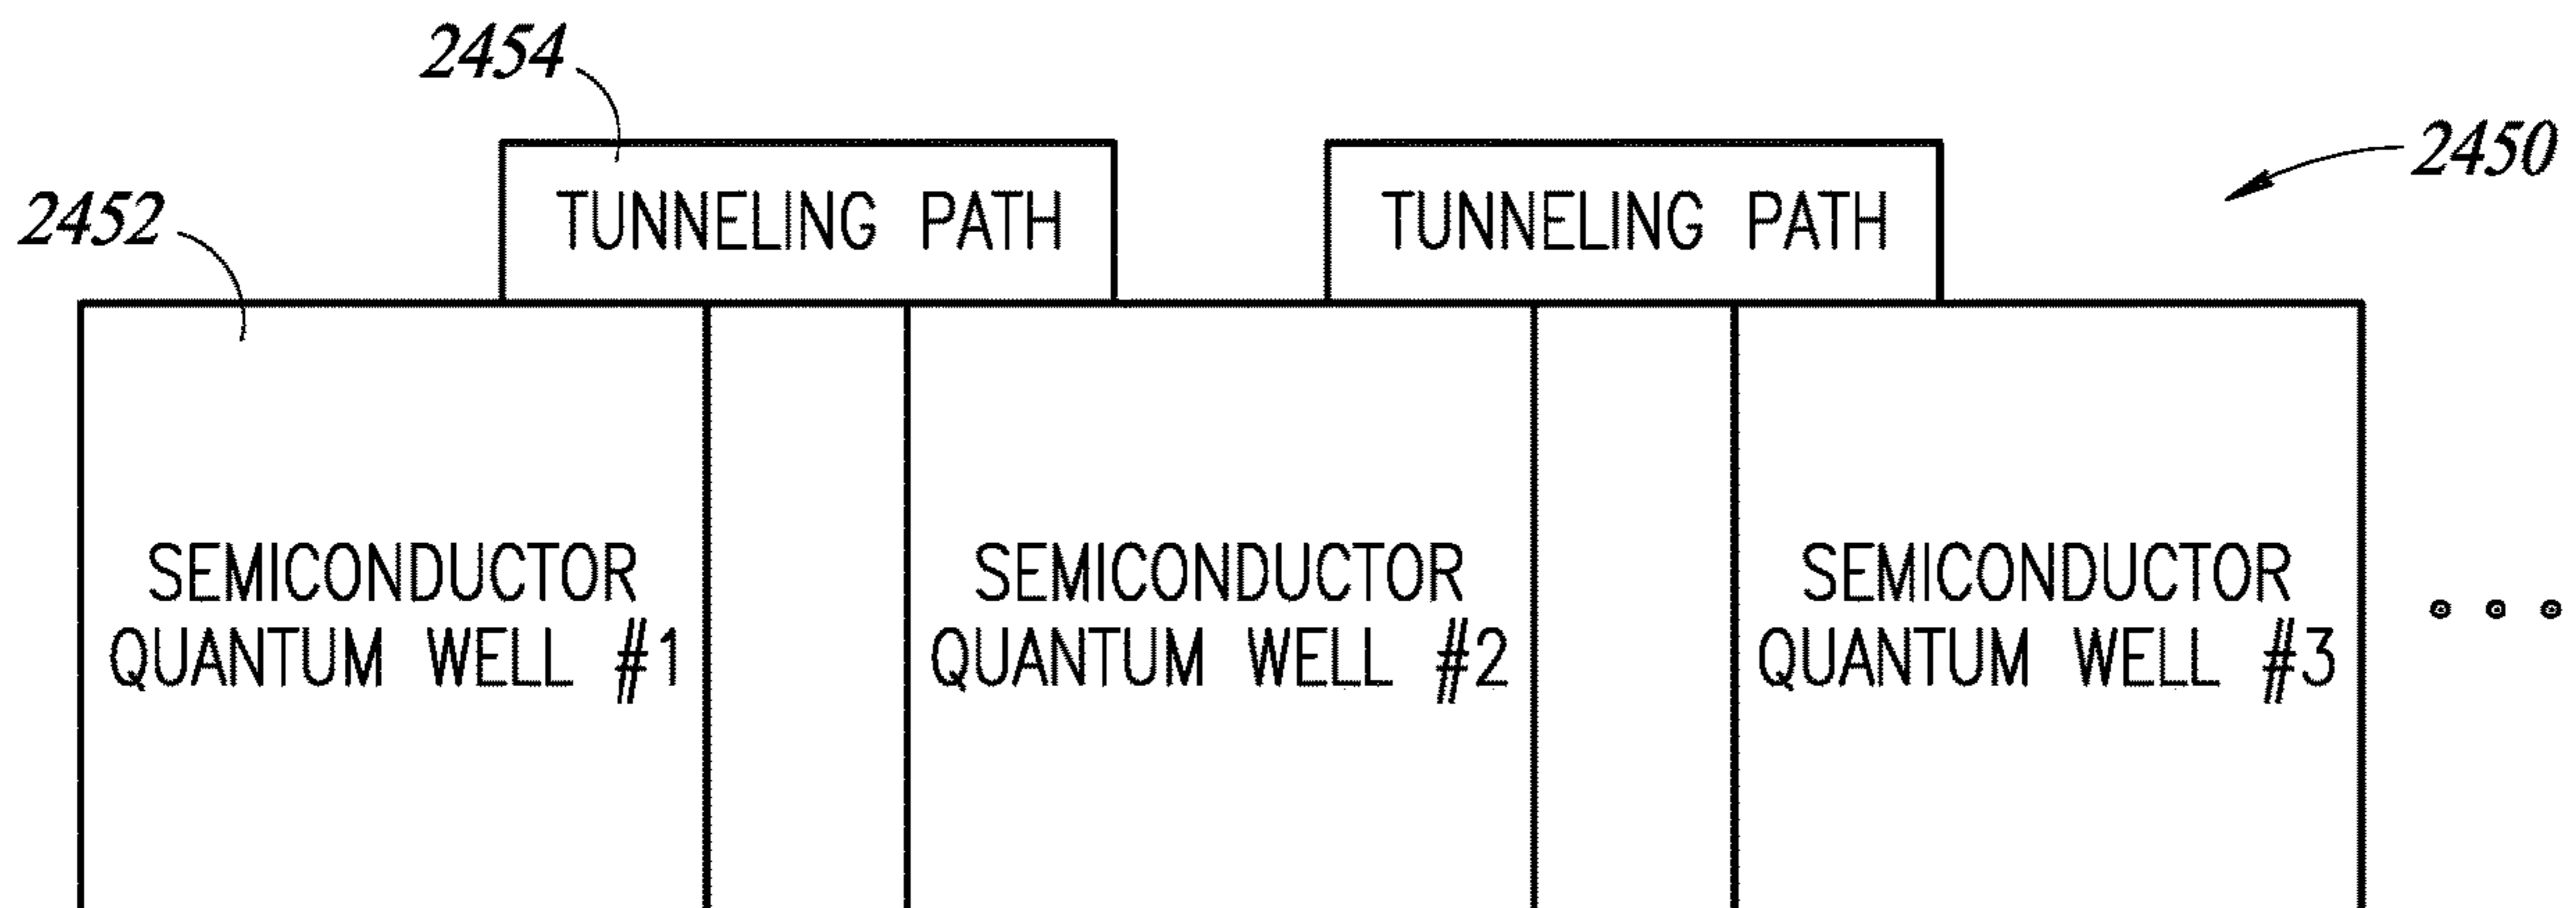 2454
2450
TUNNELING PATH
TUNNELING PATH
2452
SEMICONDUCTOR
QUANTUM WELL #1
SEMICONDUCTOR
QUANTUM WELL #2
SEMICONDUCTOR
QUANTUM WELL #3